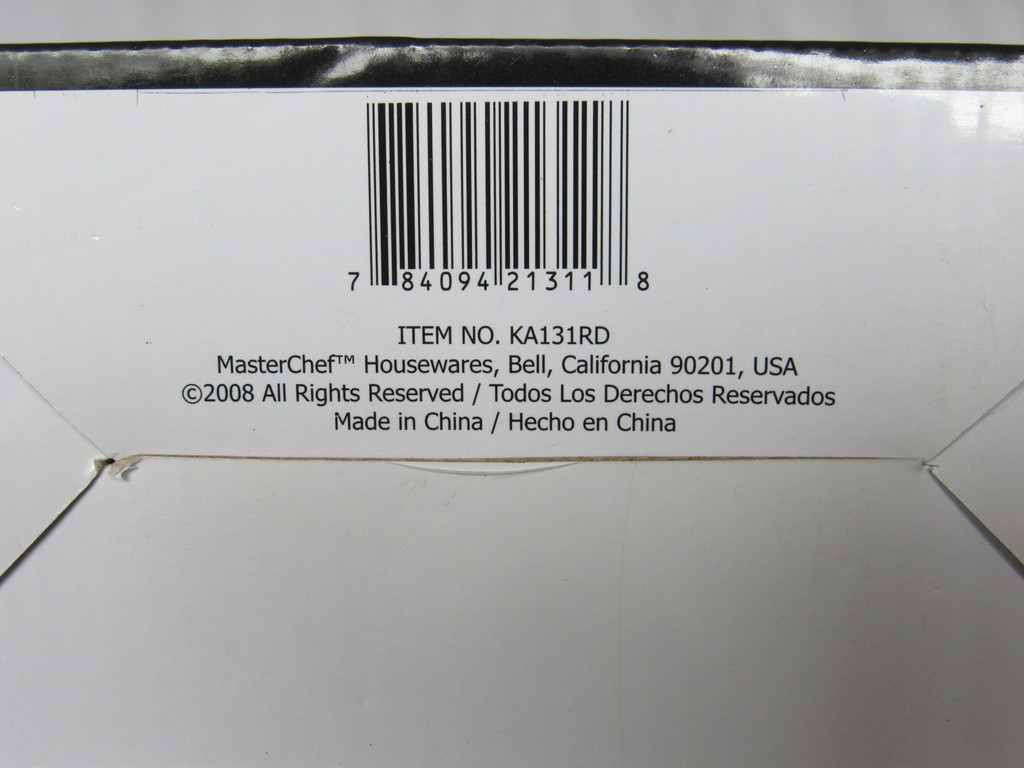 7 84094 21311 8
ITEM NO. KA131RD
MasterChef™ Housewares, Bell, California 90201, USA
©2008 All Rights Reserved / Todos Los Derechos Reservados
Made in China / Hecho en China